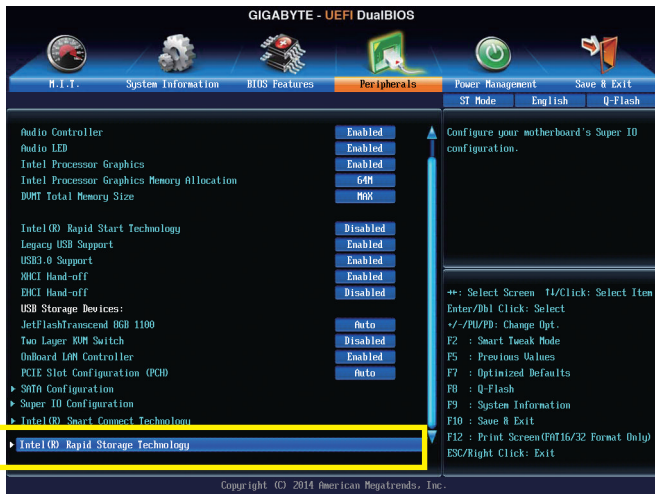 GIGABYTE - UEFI DualBIOS
M.I.T. System Information BIOS Features Peripherals Power Management Save & Exit
ST Mode English Q-Flash
Audio Controller Enabled
Audio LED Enabled
Intel Processor Graphics Enabled
Intel Processor Graphics Memory Allocation 64M
DVMT Total Memory Size MAX
Intel(R) Rapid Start Technology Disabled
Legacy USB Support Enabled
USB3.0 Support Enabled
XHCI Hand-off Enabled
EHCI Hand-off Disabled
USB Storage Devices:
JetFlashTranscend 8GB 1100 Auto
Two Layer KVM Switch Disabled
OnBoard LAN Controller Enabled
PCIE Slot Configuration (PCH) Auto
SATA Configuration
Super IO Configuration
Intel(R) Smart Connect Technology
Intel(R) Rapid Storage Technology
Configure your motherboard's Super IO
configuration.
→←: Select Screen ↑↓/Click: Select Item
Enter/Dbl Click: Select
+/-/PU/PD: Change Opt.
F2 : Smart Tweak Mode
F5 : Previous Values
F7 : Optimized Defaults
F8 : Q-Flash
F9 : System Information
F10 : Save & Exit
F12 : Print Screen(FAT16/32 Format Only)
ESC/Right Click: Exit
Copyright (C) 2014 American Megatrends, Inc.